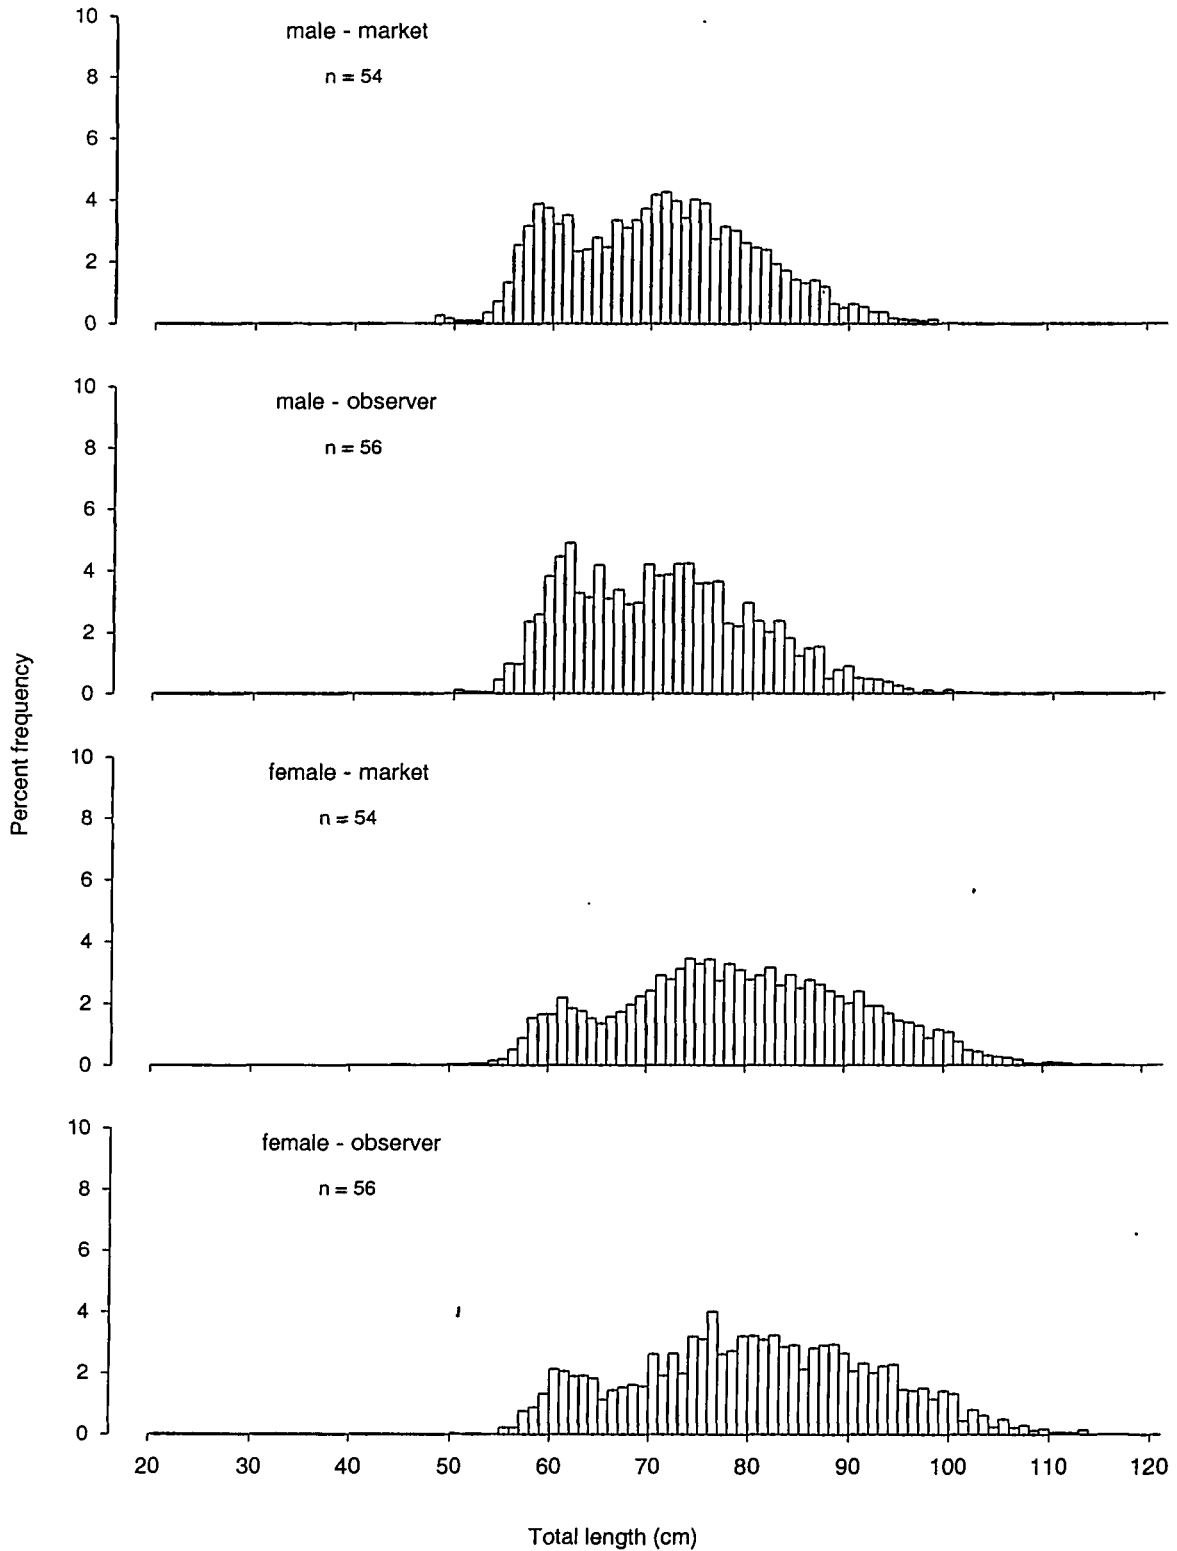 10
male - market
n = 54
8
6
4
2
0
10
male - observer
n = 56
8
6
4
2
0
Percent frequency
10
female - market
n = 54
8
6
4
2
0
10
female - observer
n = 56
8
6
4
2
0
20 30 40 50 60 70 80 90 100 110 120
Total length (cm)